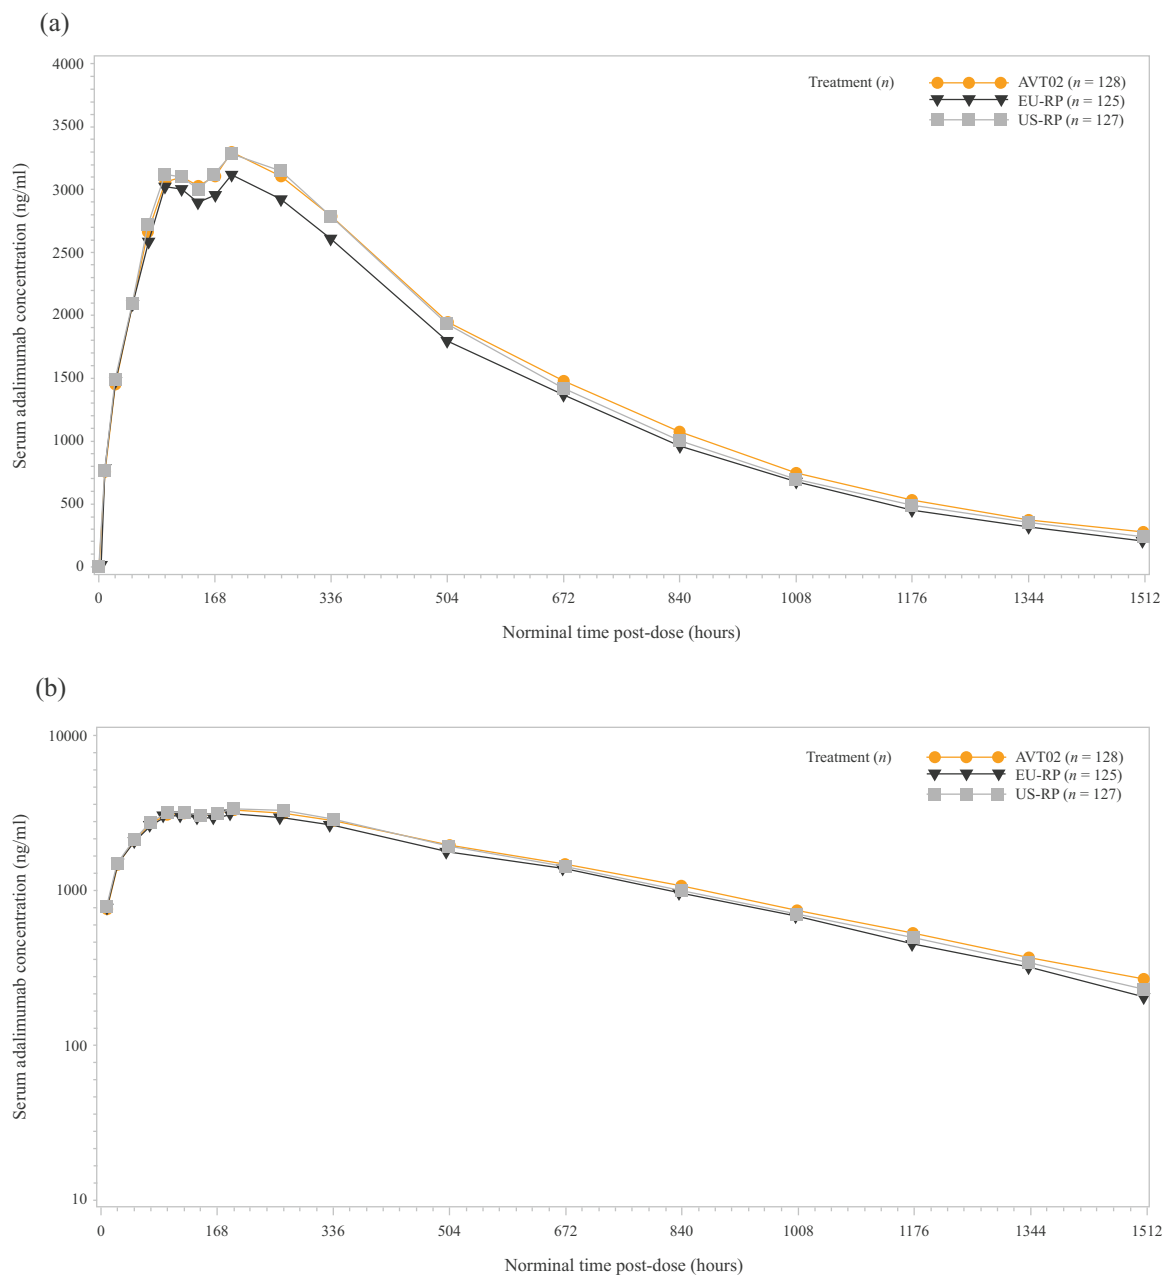 (a)
4000
3500
3000
2500
2000
1500
1000
500
0
Serum adalimumab concentration (ng/ml)
Treatment (n)
AVT02 (n = 128)
EU-RP (n = 125)
US-RP (n = 127)
0 168 336 504 672 840 1008 1176 1344 1512
Norminal time post-dose (hours)
(b)
10000
1000
100
10
Serum adalimumab concentration (ng/ml)
Treatment (n)
AVT02 (n = 128)
EU-RP (n = 125)
US-RP (n = 127)
0 168 336 504 672 840 1008 1176 1344 1512
Norminal time post-dose (hours)